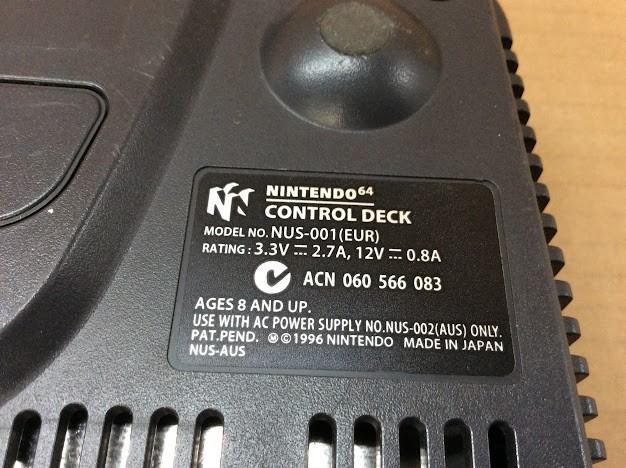 NINTENDO 64
CONTROL DECK
MODEL NO. NUS-001(EUR)
RATING : 3.3V ⎓ 2.7A, 12V ⎓ 0.8A
ACN 060 566 083
AGES 8 AND UP.
USE WITH AC POWER SUPPLY NO.NUS-002(AUS) ONLY.
PAT.PEND. Ⓜ©1996 NINTENDO MADE IN JAPAN
NUS-AUS